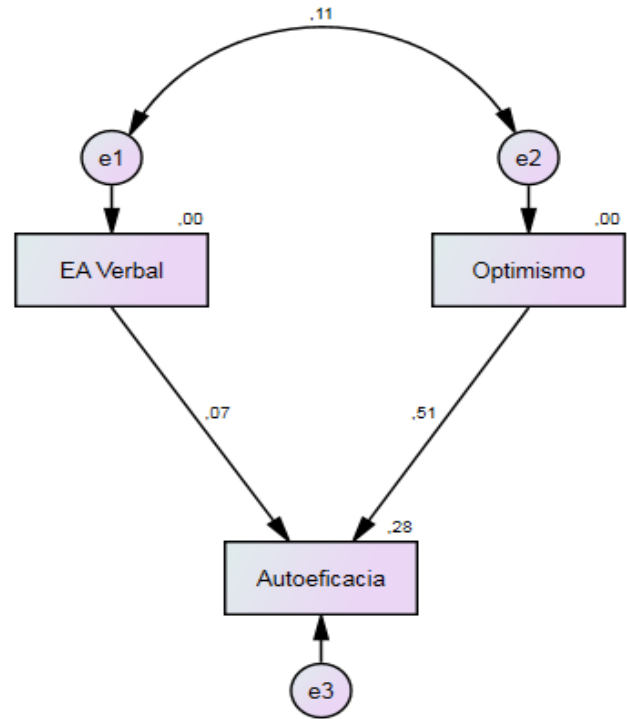 ,11
e1
e2
,00
,00
EA Verbal
Optimismo
,07
,51
,28
Autoeficacia
e3